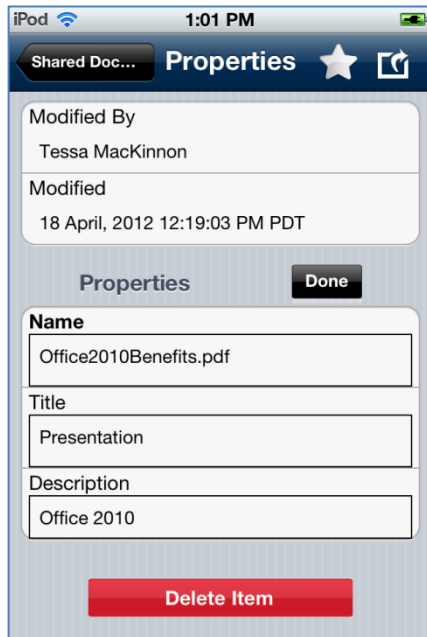 iPod 1:01 PM
Shared Doc... Properties
Modified By
Tessa MacKinnon
Modified
18 April, 2012 12:19:03 PM PDT
Properties Done
Name
Office2010Benefits.pdf
Title
Presentation
Description
Office 2010
Delete Item